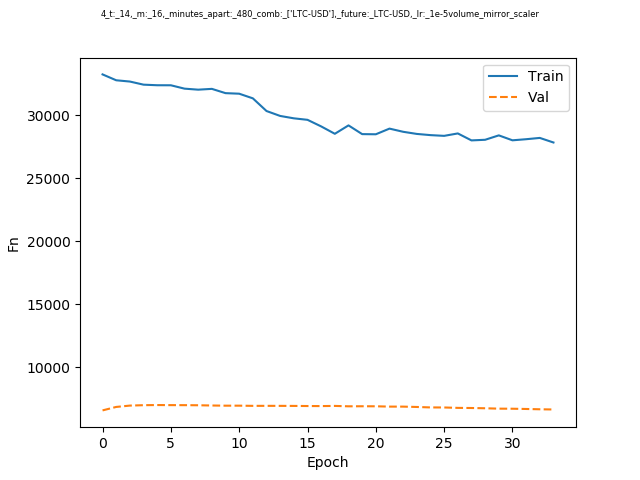 4_t:_14,_m:_16,_minutes_apart:_480_comb:_['LTC-USD'],_future:_LTC-USD,_lr:_1e-5volume_mirror_scaler
Train
Val
30000
25000
20000
15000
10000
Fn
0 5 10 15 20 25 30
Epoch